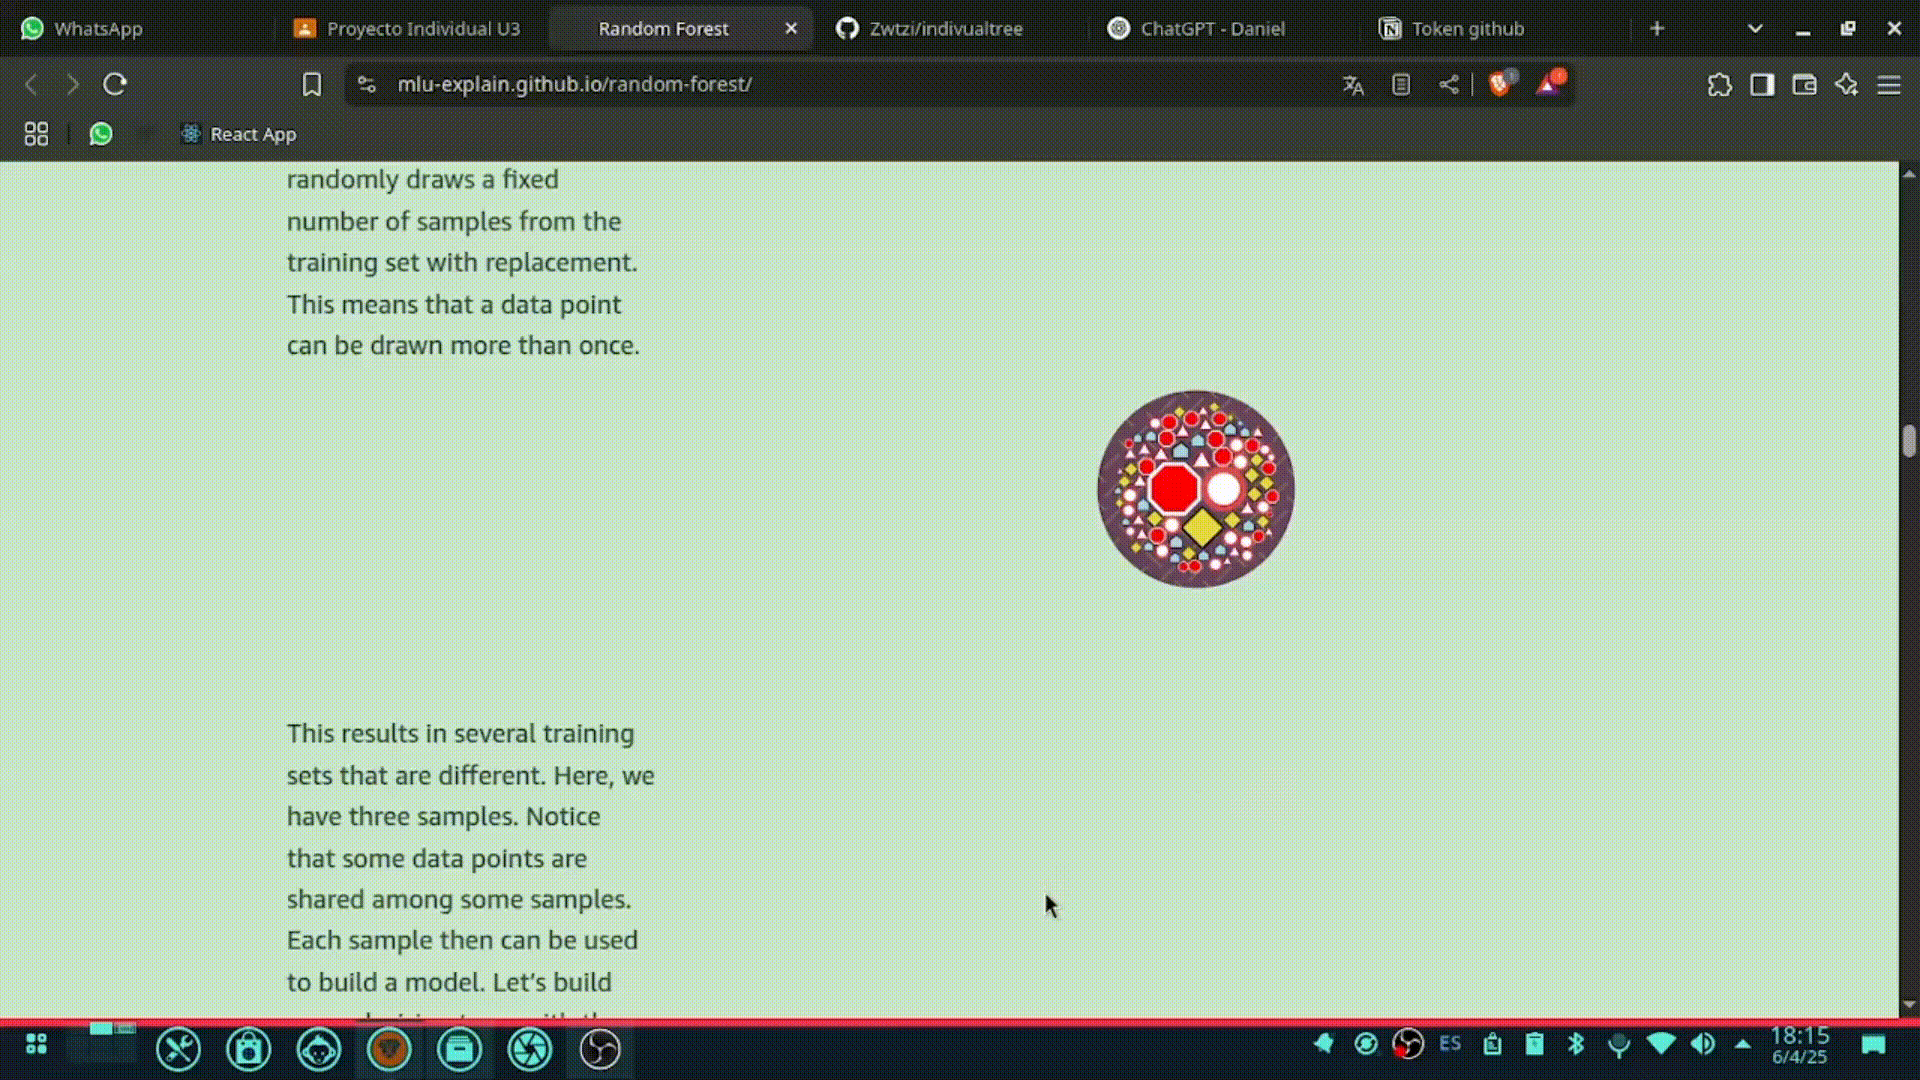 WhatsApp
Proyecto Individual U3
Random Forest
Zwtzi/indivualtree
ChatGPT - Daniel
Token github
mlu-explain.github.io/random-forest/
React App
randomly draws a fixed
number of samples from the
training set with replacement.
This means that a data point
can be drawn more than once.
This results in several training
sets that are different. Here, we
have three samples. Notice
that some data points are
shared among some samples.
Each sample then can be used
to build a model. Let's build
ES
18:15
6/4/25